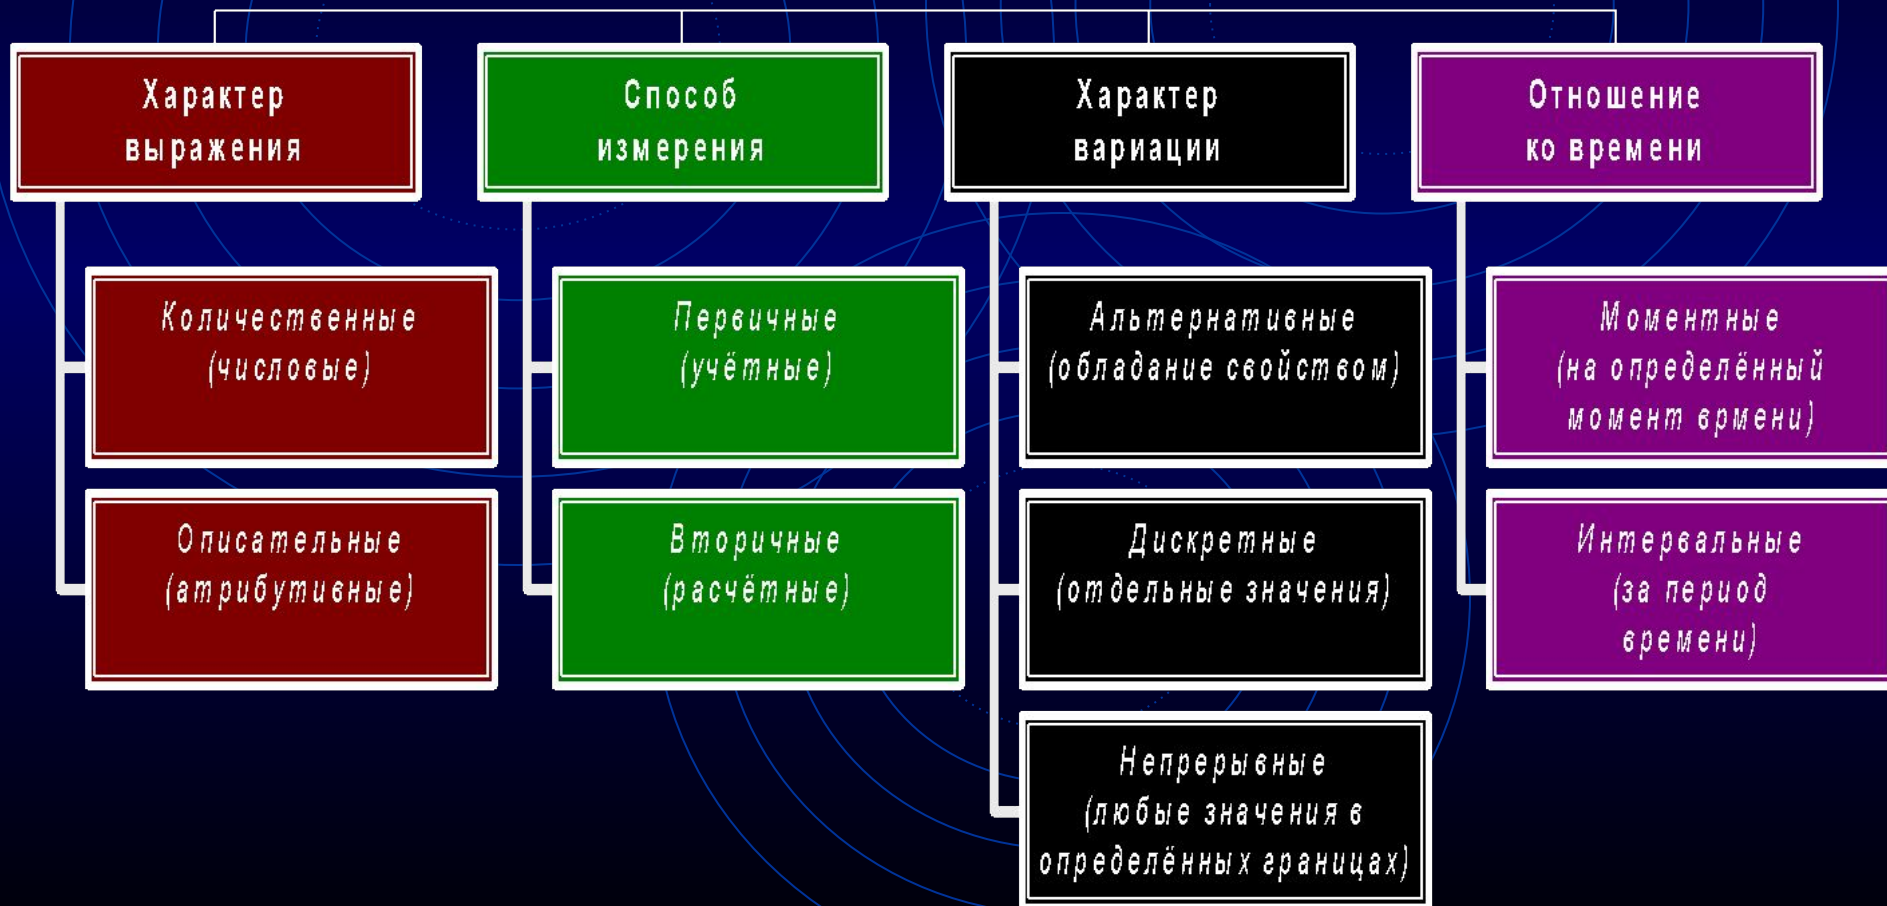 Характер
выражения
Количественные
(числовые)
Описательные
(атрибутивные)
Способ
измерения
Первичные
(учётные)
Вторичные
(расчётные)
Характер
вариации
Альтернативные
(обладание свойством)
Дискретные
(отдельные значения)
Непрерывные
(любые значения в
определённых границах)
Отношение
ко времени
Моментные
(на определённый
момент врмени)
Интервальные
(за период
времени)